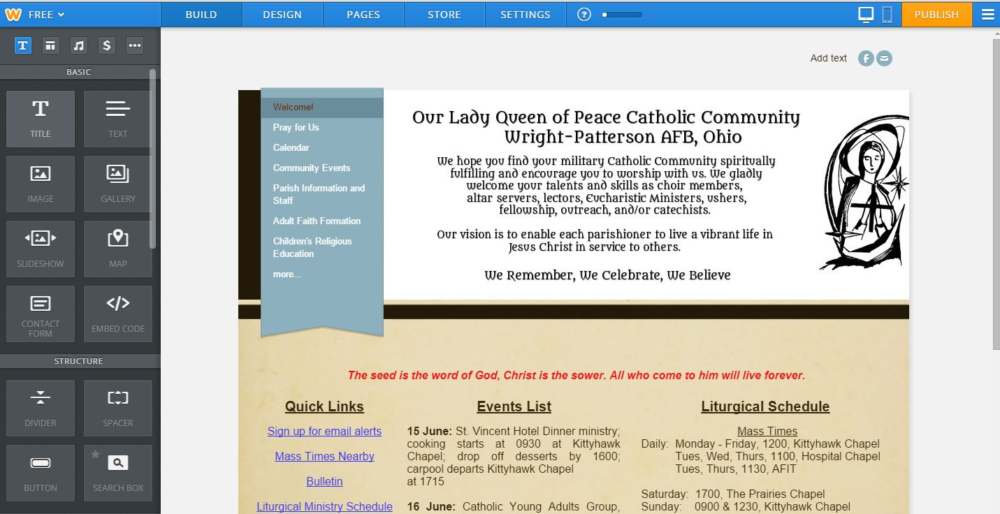 FREE BUILD DESIGN PAGES STORE SETTINGS ? PUBLISH
T $
BASIC
T
TITLE TEXT
IMAGE GALLERY
SLIDESHOW MAP
CONTACT
FORM
EMBED CODE
STRUCTURE
DIVIDER SPACER
BUTTON SEARCH BOX
Add text
Welcome!
Pray for Us
Calendar
Community Events
Parish Information and
Staff
Adult Faith Formation
Children's Religious
Education
more...
Our Lady Queen of Peace Catholic Community
Wright-Patterson AFB, Ohio
We hope you find your military Catholic Community spiritually
fulfilling and encourage you to worship with us. We gladly
welcome your talents and skills as choir members,
altar servers, lectors, Eucharistic Ministers, ushers,
fellowship, outreach, and/or catechists.
Our vision is to enable each parishioner to live a vibrant life in
Jesus Christ in service to others.
We Remember, We Celebrate, We Believe
The seed is the word of God, Christ is the sower. All who come to him will live forever.
Quick Links
Sign up for email alerts
Mass Times Nearby
Bulletin
Liturgical Ministry Schedule
Events List
15 June: St. Vincent Hotel Dinner ministry;
cooking starts at 0930 at Kittyhawk
Chapel; drop off desserts by 1600;
carpool departs Kittyhawk Chapel
at 1715
16 June: Catholic Young Adults Group,
Liturgical Schedule
Mass Times
Daily: Monday - Friday, 1200, Kittyhawk Chapel
Tues, Wed, Thurs, 1100, Hospital Chapel
Tues, Thurs, 1130, AFIT
Saturday: 1700, The Prairies Chapel
Sunday: 0900 & 1230, Kittyhawk Chapel